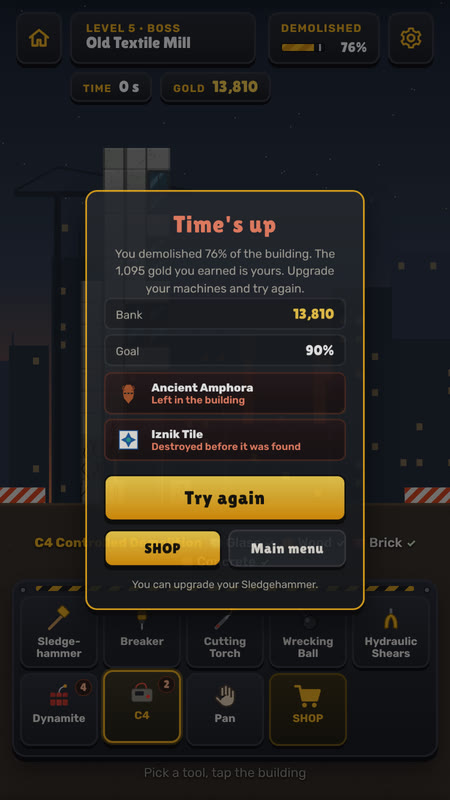 LEVEL 5 · BOSS
Old Textile Mill
DEMOLISHED
76%
TIME 0 s
GOLD 13,810
Time's up
You demolished 76% of the building. The
1,095 gold you earned is yours. Upgrade
your machines and try again.
Bank 13,810
Goal 90%
Ancient Amphora
Left in the building
Iznik Tile
Destroyed before it was found
Try again
C4 Wood ✓ Brick ✓
Concrete ✓
SHOP Main menu
You can upgrade your Sledgehammer.
Sledge-
hammer
Breaker
Cutting
Torch
Wrecking
Ball
Hydraulic
Shears
Dynamite 4
C4 2
Pan
SHOP
Pick a tool, tap the building